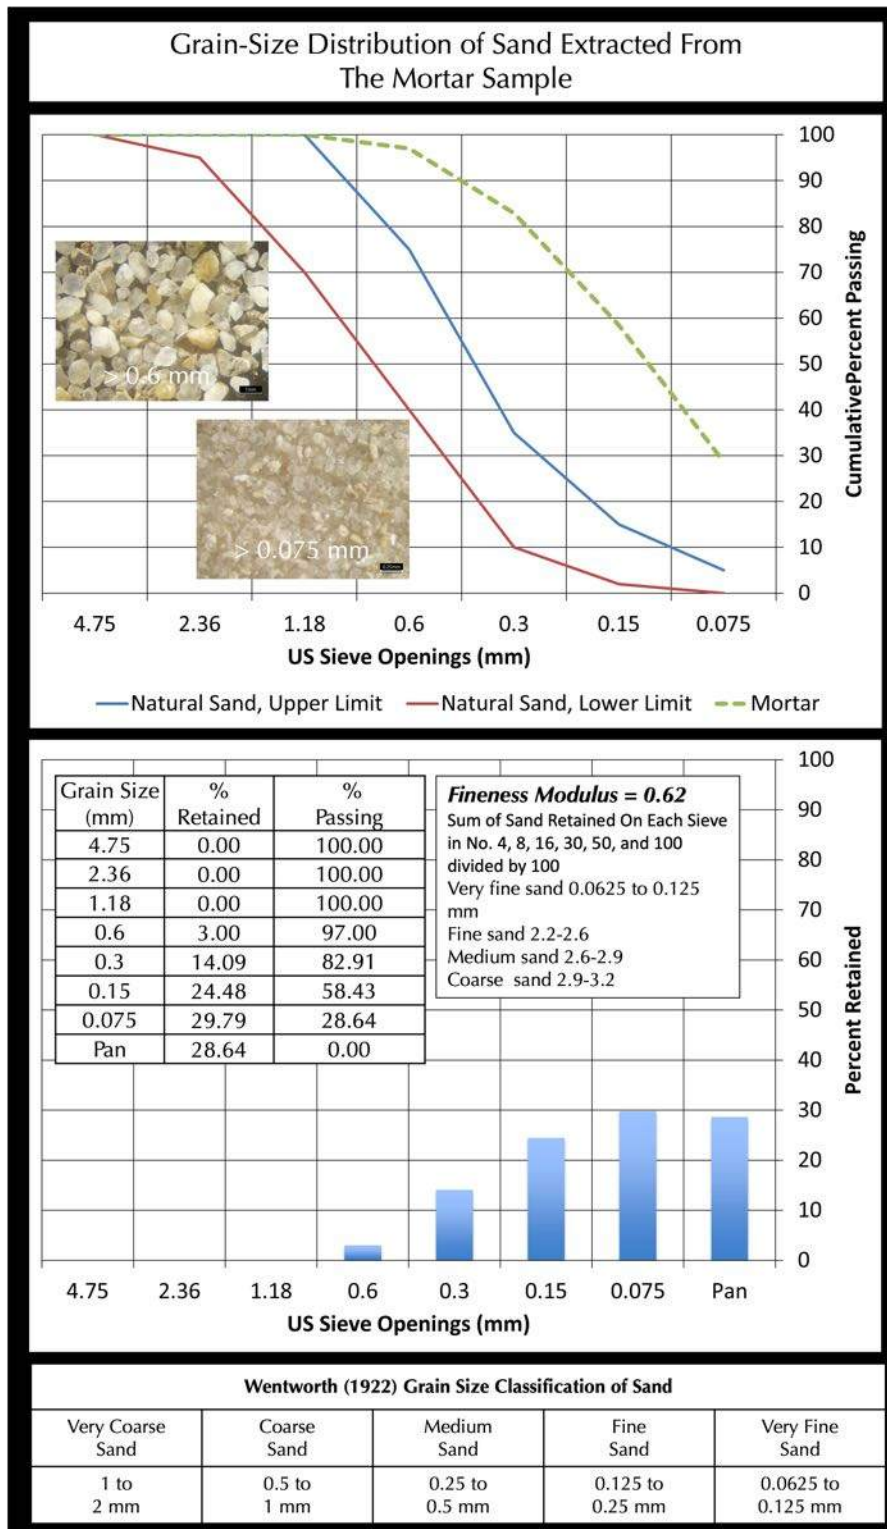 Grain-Size Distribution of Sand Extracted From
The Mortar Sample
100
90
80
70
60
50
40
30
20
10
0
CumulativePercent Passing
> 0.6 mm
> 0.075 mm
4.75 2.36 1.18 0.6 0.3 0.15 0.075
US Sieve Openings (mm)
Natural Sand, Upper Limit Natural Sand, Lower Limit Mortar
Grain Size % %
(mm) Retained Passing
4.75 0.00 100.00
2.36 0.00 100.00
1.18 0.00 100.00
0.6 3.00 97.00
0.3 14.09 82.91
0.15 24.48 58.43
0.075 29.79 28.64
Pan 28.64 0.00
Fineness Modulus = 0.62
Sum of Sand Retained On Each Sieve
in No. 4, 8, 16, 30, 50, and 100
divided by 100
Very fine sand 0.0625 to 0.125
mm
Fine sand 2.2-2.6
Medium sand 2.6-2.9
Coarse sand 2.9-3.2
100
90
80
70
60
50
40
30
20
10
0
Percent Retained
4.75 2.36 1.18 0.6 0.3 0.15 0.075 Pan
US Sieve Openings (mm)
Wentworth (1922) Grain Size Classification of Sand
Very Coarse Coarse Medium Fine Very Fine
Sand Sand Sand Sand Sand
1 to 0.5 to 0.25 to 0.125 to 0.0625 to
2 mm 1 mm 0.5 mm 0.25 mm 0.125 mm